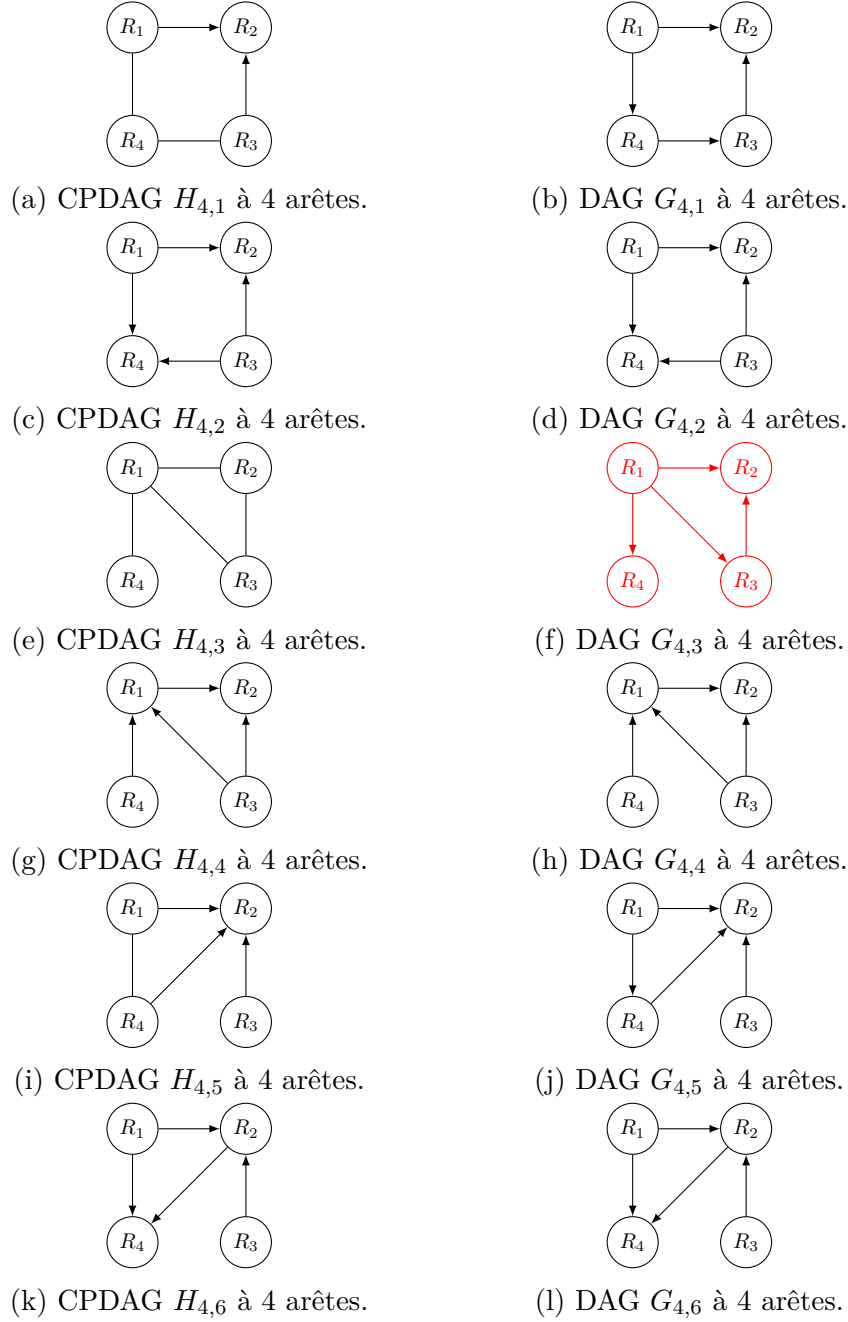 R₁ R₂ R₁ R₂
R₄ R₃ R₄ R₃
(a) CPDAG H₄,₁ à 4 arêtes. (b) DAG G₄,₁ à 4 arêtes.
R₁ R₂ R₁ R₂
R₄ R₃ R₄ R₃
(c) CPDAG H₄,₂ à 4 arêtes. (d) DAG G₄,₂ à 4 arêtes.
R₁ R₂ R₁ R₂
R₄ R₃ R₄ R₃
(e) CPDAG H₄,₃ à 4 arêtes. (f) DAG G₄,₃ à 4 arêtes.
R₁ R₂ R₁ R₂
R₄ R₃ R₄ R₃
(g) CPDAG H₄,₄ à 4 arêtes. (h) DAG G₄,₄ à 4 arêtes.
R₁ R₂ R₁ R₂
R₄ R₃ R₄ R₃
(i) CPDAG H₄,₅ à 4 arêtes. (j) DAG G₄,₅ à 4 arêtes.
R₁ R₂ R₁ R₂
R₄ R₃ R₄ R₃
(k) CPDAG H₄,₆ à 4 arêtes. (l) DAG G₄,₆ à 4 arêtes.